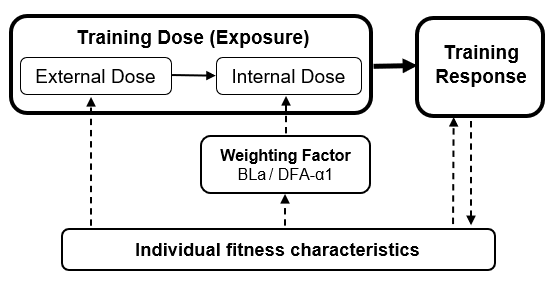 Training Dose (Exposure)
External Dose
Internal Dose
Training
Response
Weighting Factor
BLa / DFA-α1
Individual fitness characteristics